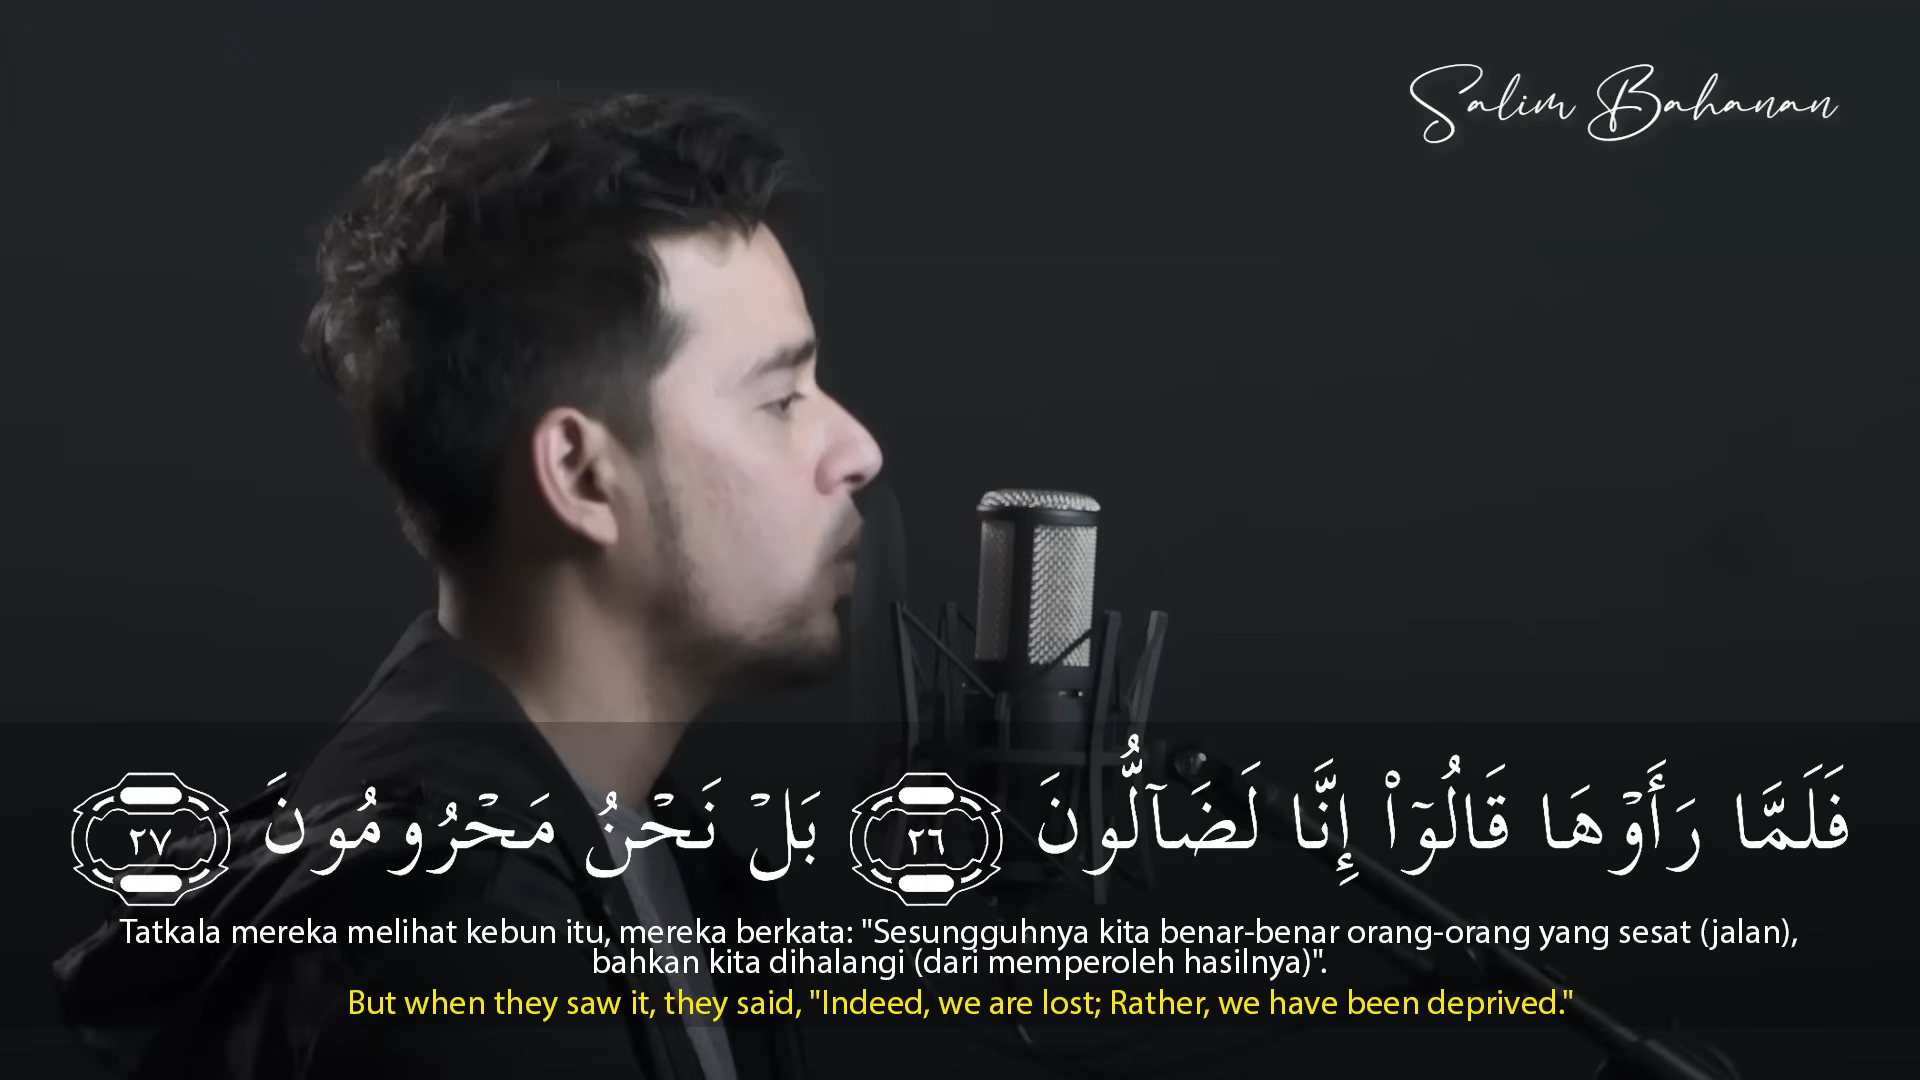 Salim Bahanan
فَلَمَّا رَأَوْهَا قَالُوٓا۟ إِنَّا لَضَآلُّونَ ٢٦ بَلْ نَحْنُ مَحْرُومُونَ ٢٧
Tatkala mereka melihat kebun itu, mereka berkata: "Sesungguhnya kita benar-benar orang-orang yang sesat (jalan),
bahkan kita dihalangi (dari memperoleh hasilnya)".
But when they saw it, they said, "Indeed, we are lost; Rather, we have been deprived."